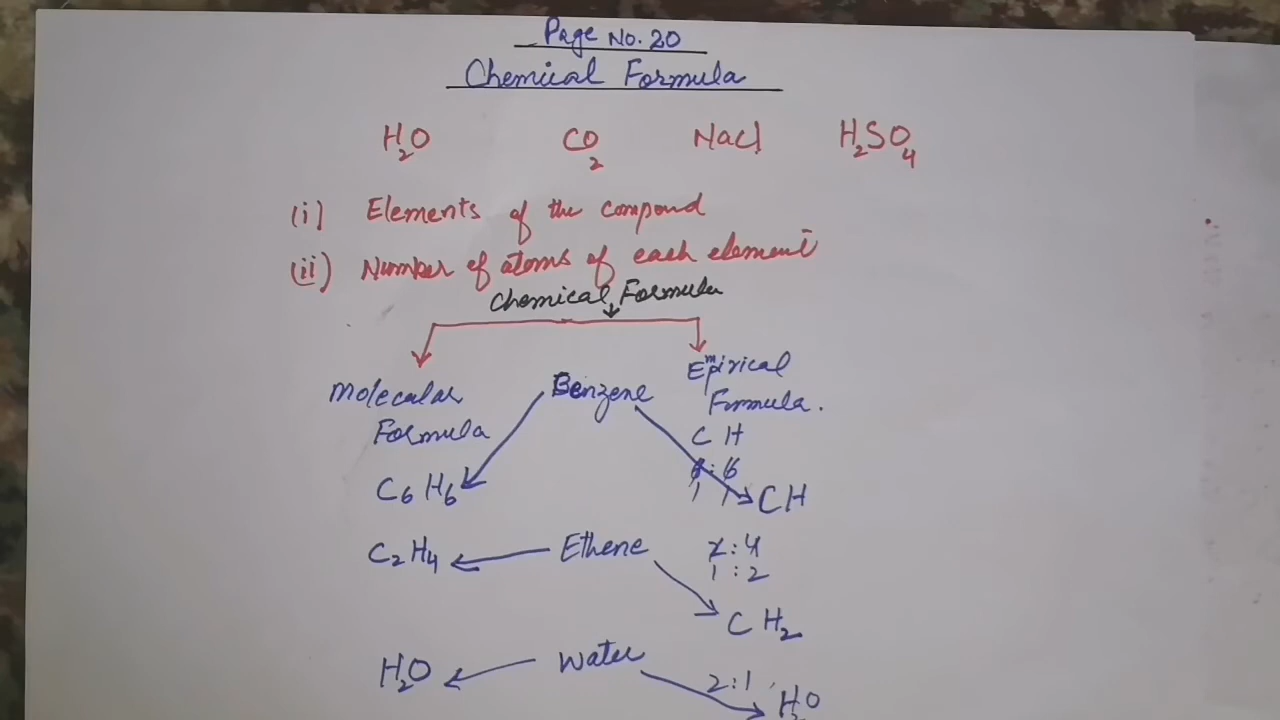 Page No. 20
Chemical Formula
H₂O CO₂ NaCl H₂SO₄
(i) Elements of the compound
(ii) Number of atoms of each element
Chemical Formula
Molecular Formula
Benzene
Empirical Formula.
C H
6:6
1 1
C₆H₆
CH
C₂H₄
Ethene
2:4
1:2
CH₂
H₂O
Water
2:1
H₂O